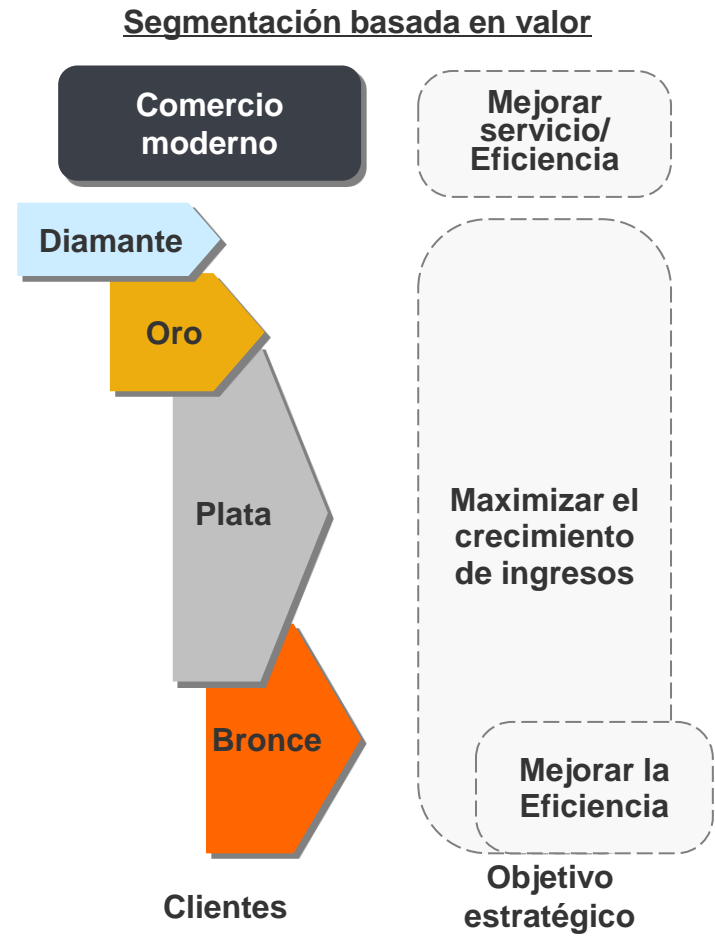 Segmentación basada en valor
Comercio
moderno
Mejorar
servicio/
Eficiencia
Diamante
Oro
Plata
Bronce
Maximizar el
crecimiento
de ingresos
Mejorar la
Eficiencia
Clientes
Objetivo
estratégico